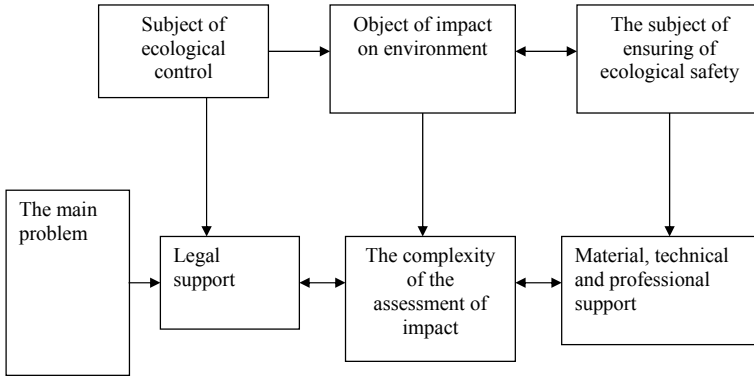 Subject of
ecological
control
Object of impact
on environment
The subject of
ensuring of
ecological safety
The main
problem
Legal
support
The complexity
of the
assessment of
impact
Material, technical
and professional
support